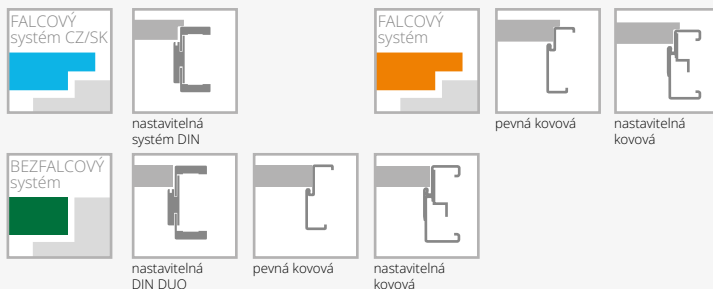 FALCOVÝ
systém CZ/SK
nastavitelná
systém DIN
FALCOVÝ
systém
pevná kovová
nastavitelná
kovová
BEZFALCOVÝ
systém
nastavitelná
DIN DUO
pevná kovová
nastavitelná
kovová